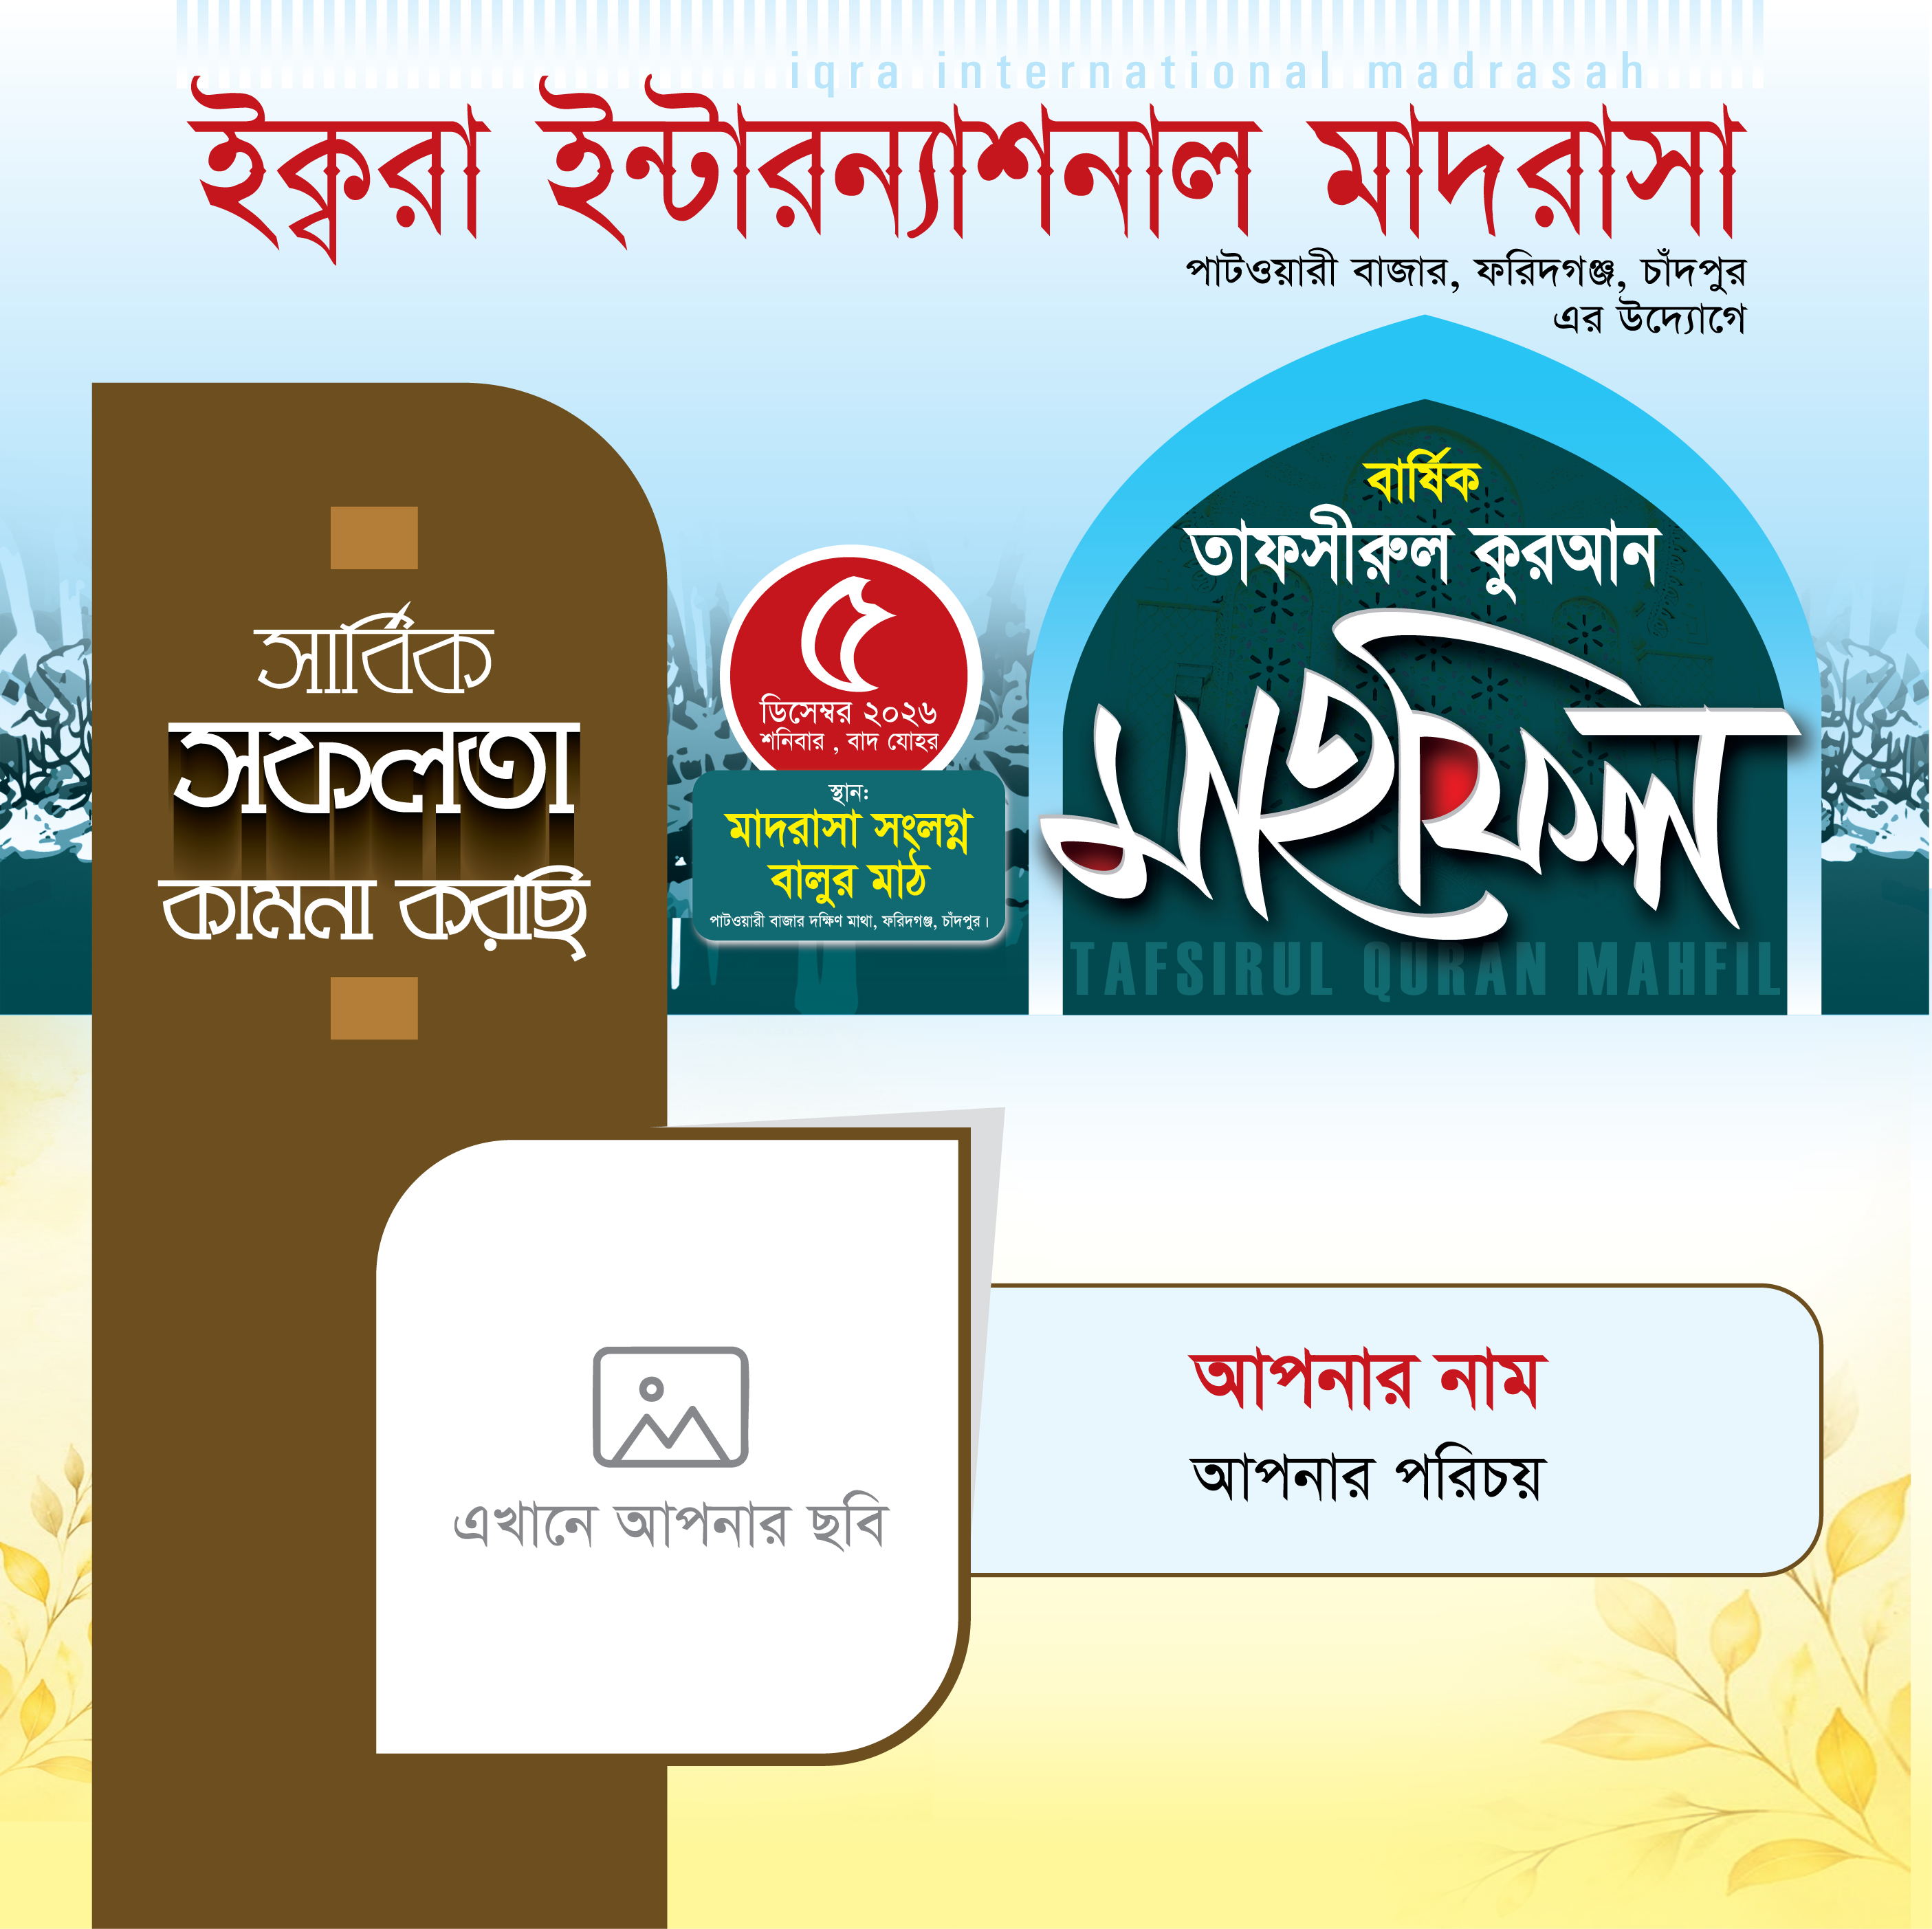 iqra international madrasah
ইক্বরা ইন্টারন্যাশনাল মাদরাসা
পাটওয়ারী বাজার, ফরিদগঞ্জ, চাঁদপুর
এর উদ্যোগে
বার্ষিক
তাফসীরুল কুরআন
মাহফিল
TAFSIRUL QURAN MAHFIL
৫
ডিসেম্বর ২০২৬
শনিবার , বাদ যোহর
স্থান:
মাদরাসা সংলগ্ন
বালুর মাঠ
পাটওয়ারী বাজার দক্ষিণ মাথা, ফরিদগঞ্জ, চাঁদপুর।
সার্বিক
সফলতা
কামনা করছি
এখানে আপনার ছবি
আপনার নাম
আপনার পরিচয়